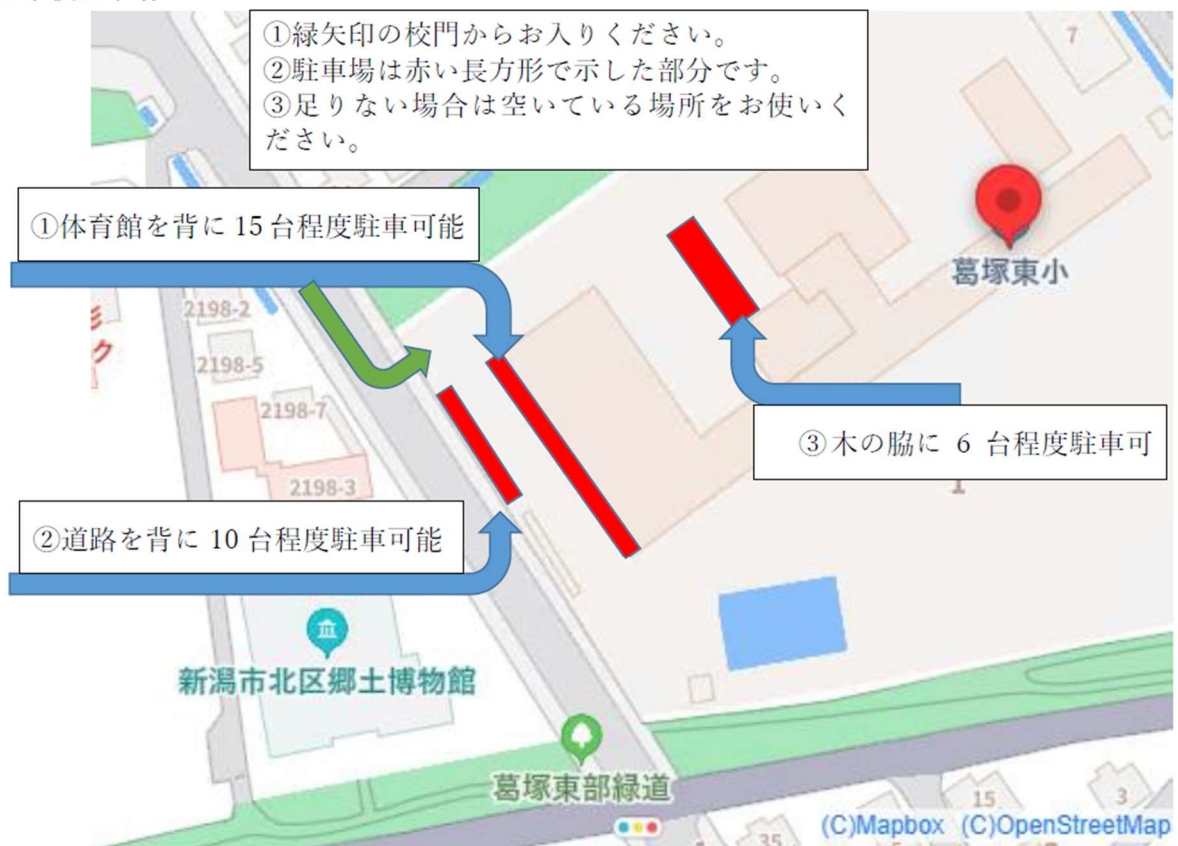 ①緑矢印の校門からお入りください。
②駐車場は赤い長方形で示した部分です。
③足りない場合は空いている場所をお使いく
ださい。
7
①体育館を背に 15 台程度駐車可能
葛塚東小
2198-2
ク
2198-5
2198-7
③木の脇に 6 台程度駐車可
1
2198-3
②道路を背に 10 台程度駐車可能
新潟市北区郷土博物館
葛塚東部緑道
15
3
(C)Mapbox (C)OpenStreetMap
35